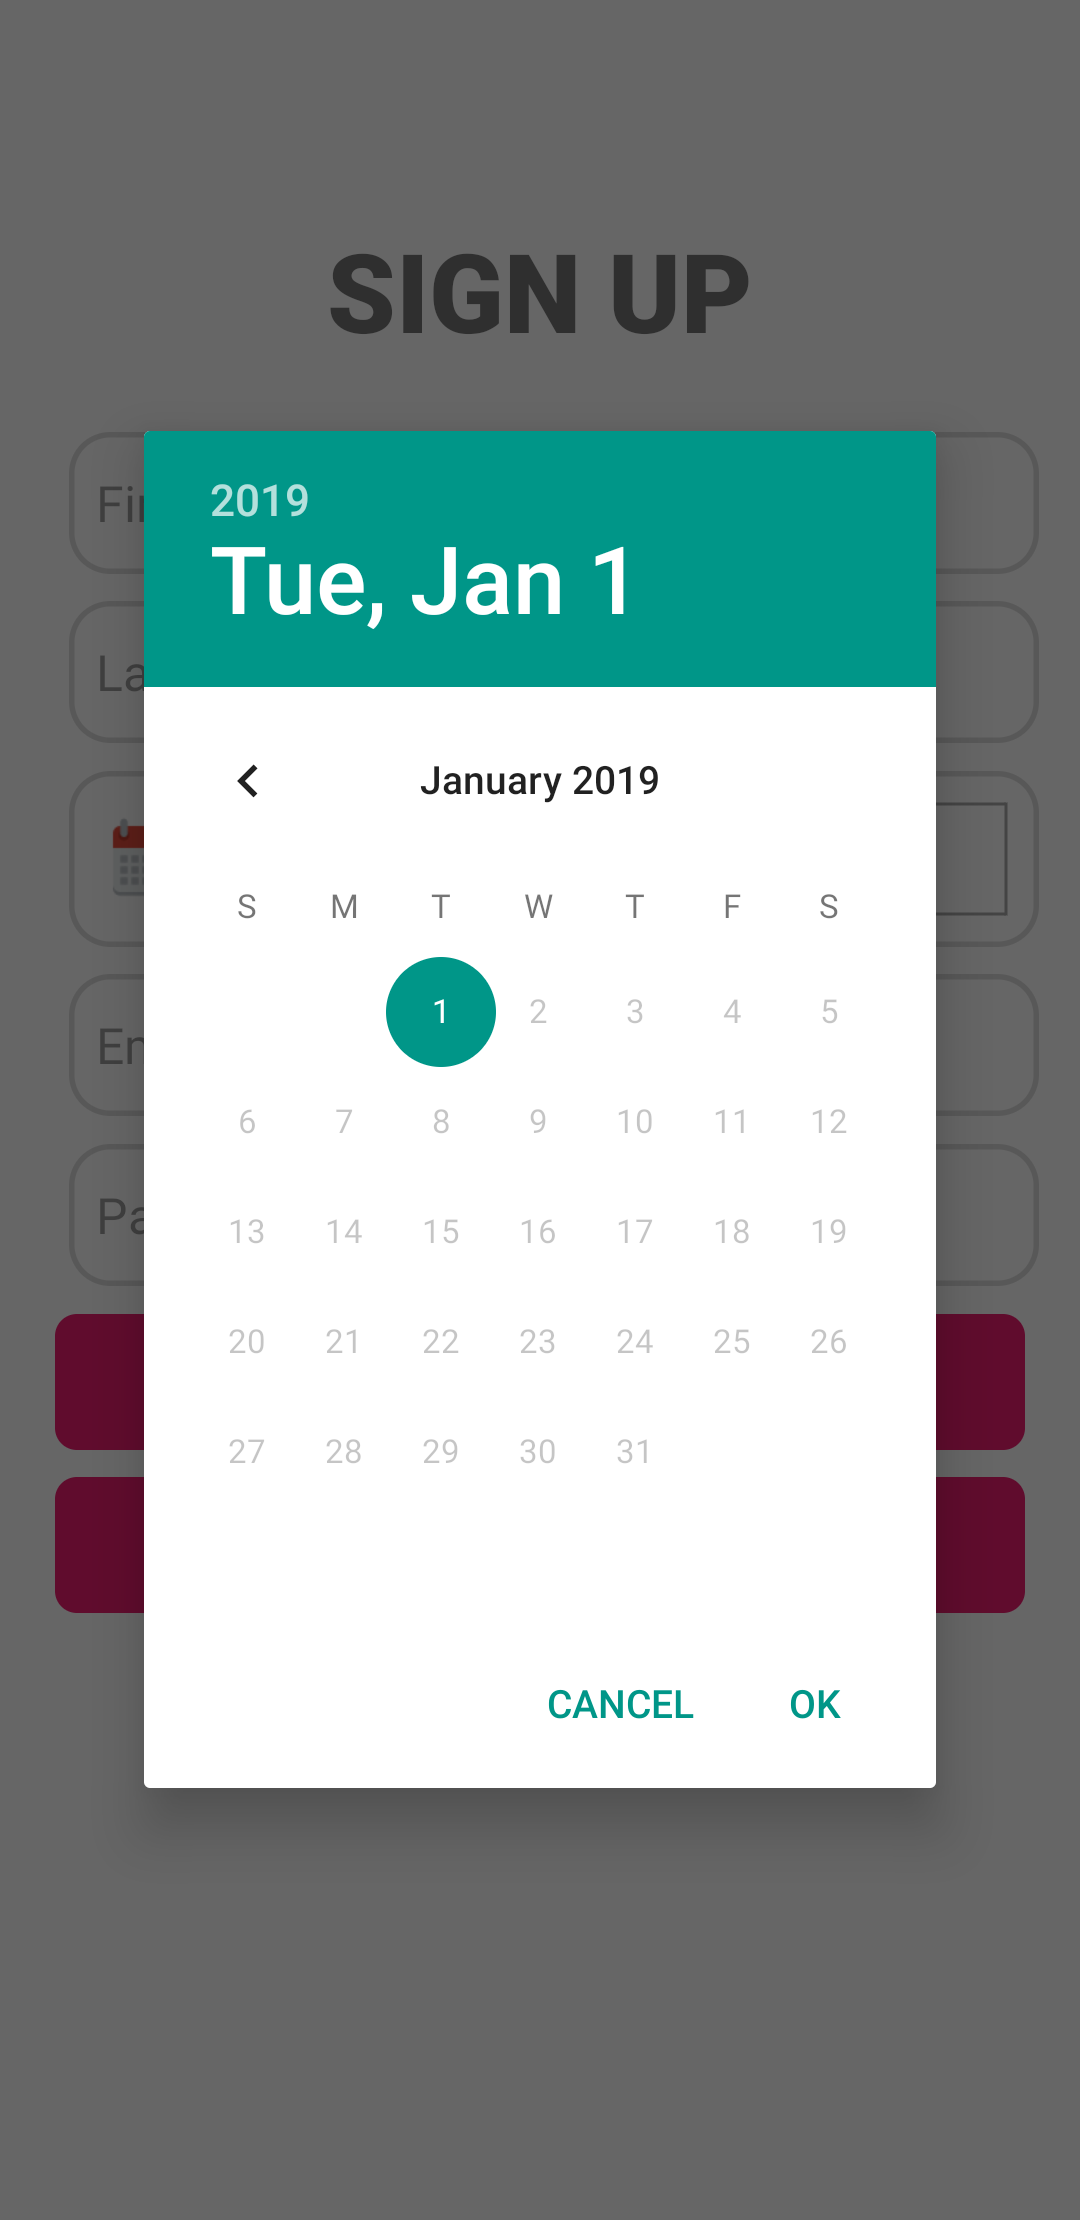 SIGN UP
2019
Tue, Jan 1
January 2019
S M T W T F S
1 2 3 4 5
6 7 8 9 10 11 12
13 14 15 16 17 18 19
20 21 22 23 24 25 26
27 28 29 30 31
CANCEL OK